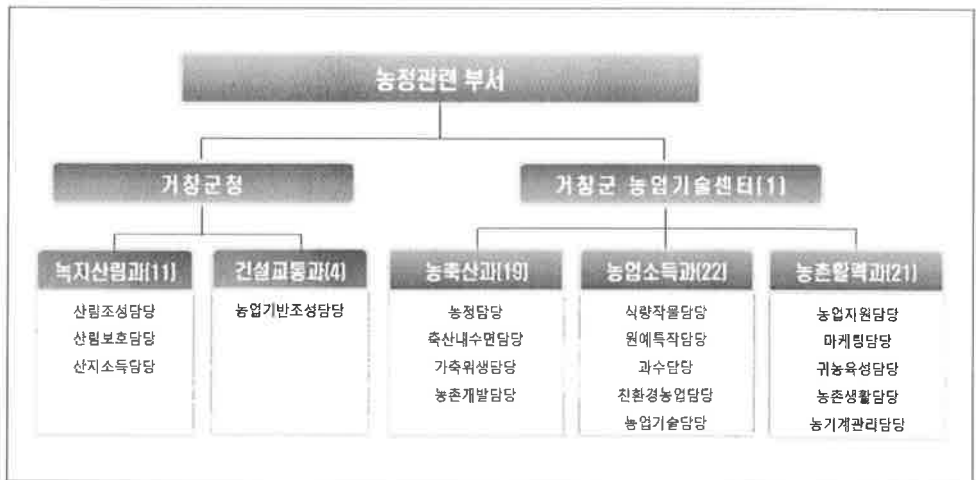 농정관련 부서
거창군청
거창군 농업기술센터(1)
녹지산림과(11)
산림조성담당
산림보호담당
산지소득담당
건설교통과(4)
농업기반조성담당
농축산과(19)
농정담당
축산내수면담당
가축위생담당
농촌개발담당
농업소득과(22)
식량작물담당
원예특작담당
과수담당
친환경농업담당
농업기술담당
농촌활력과(21)
농업자원담당
마케팅담당
귀농육성담당
농촌생활담당
농기계관리담당